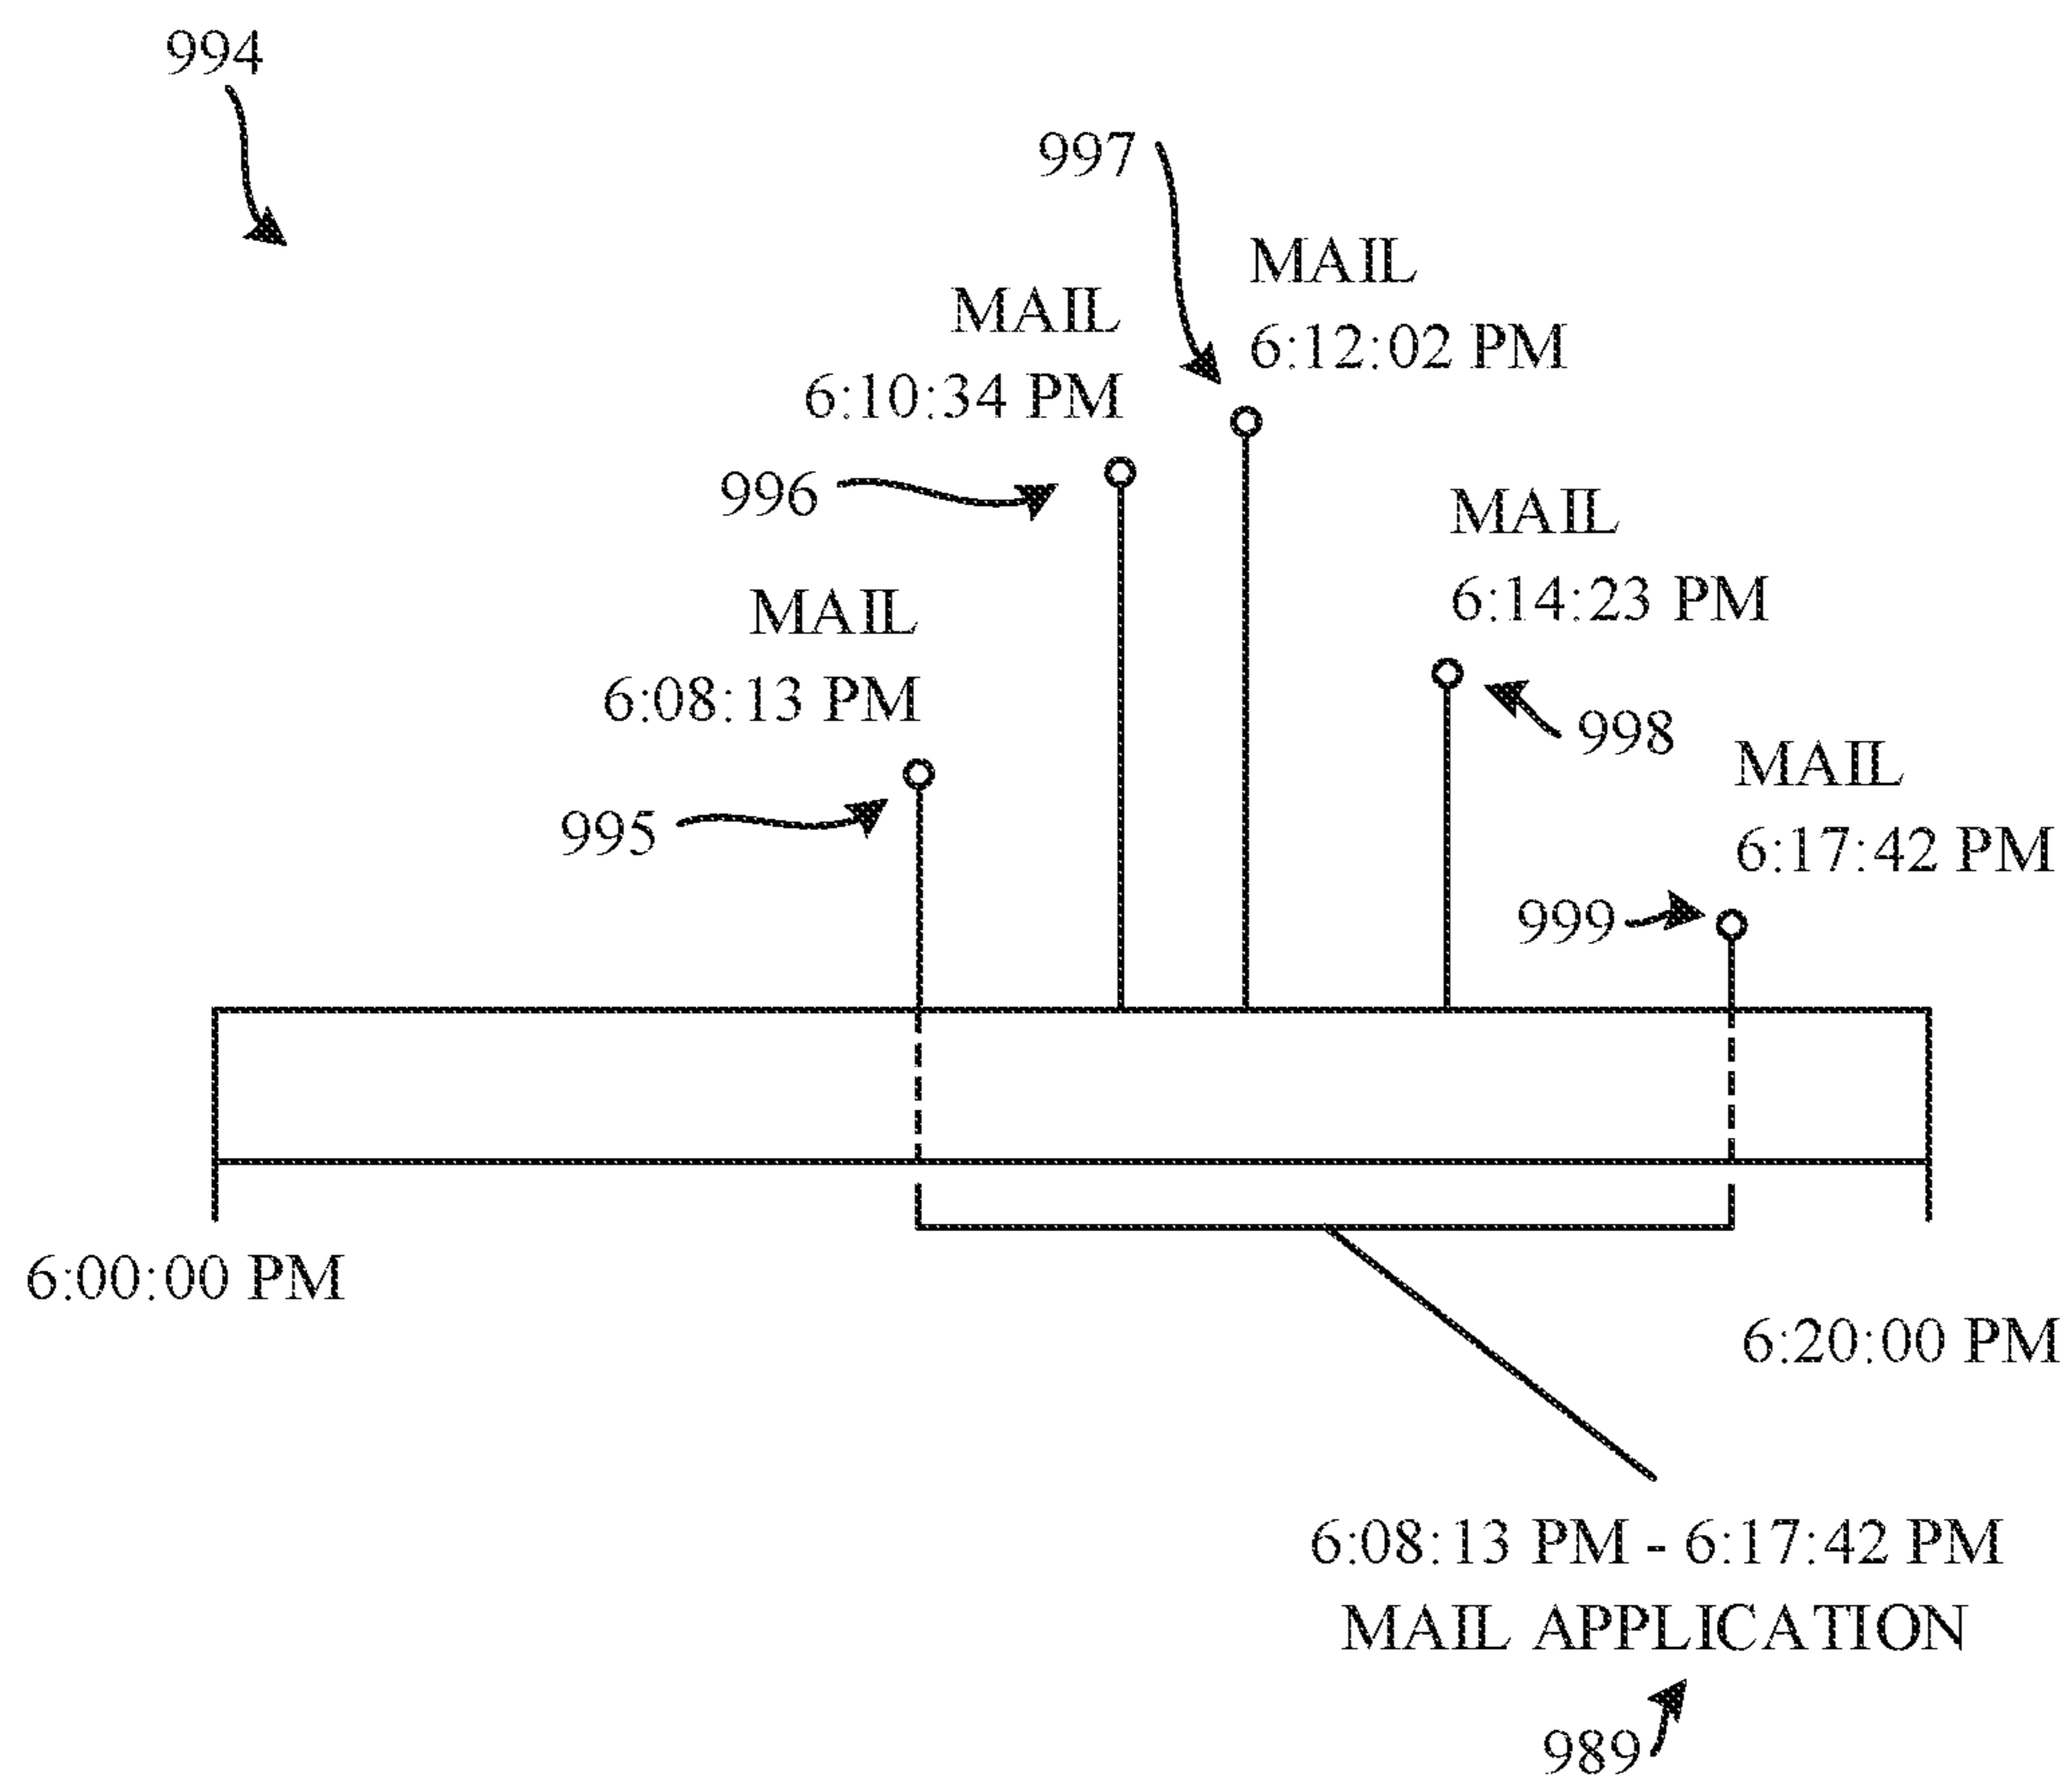 994
997
MAIL
6:12:02 PM
MAIL
6:10:34 PM
996
MAIL
6:14:23 PM
998
MAIL
6:08:13 PM
995
MAIL
6:17:42 PM
999
6:00:00 PM
6:20:00 PM
6:08:13 PM - 6:17:42 PM
MAIL APPLICATION
989